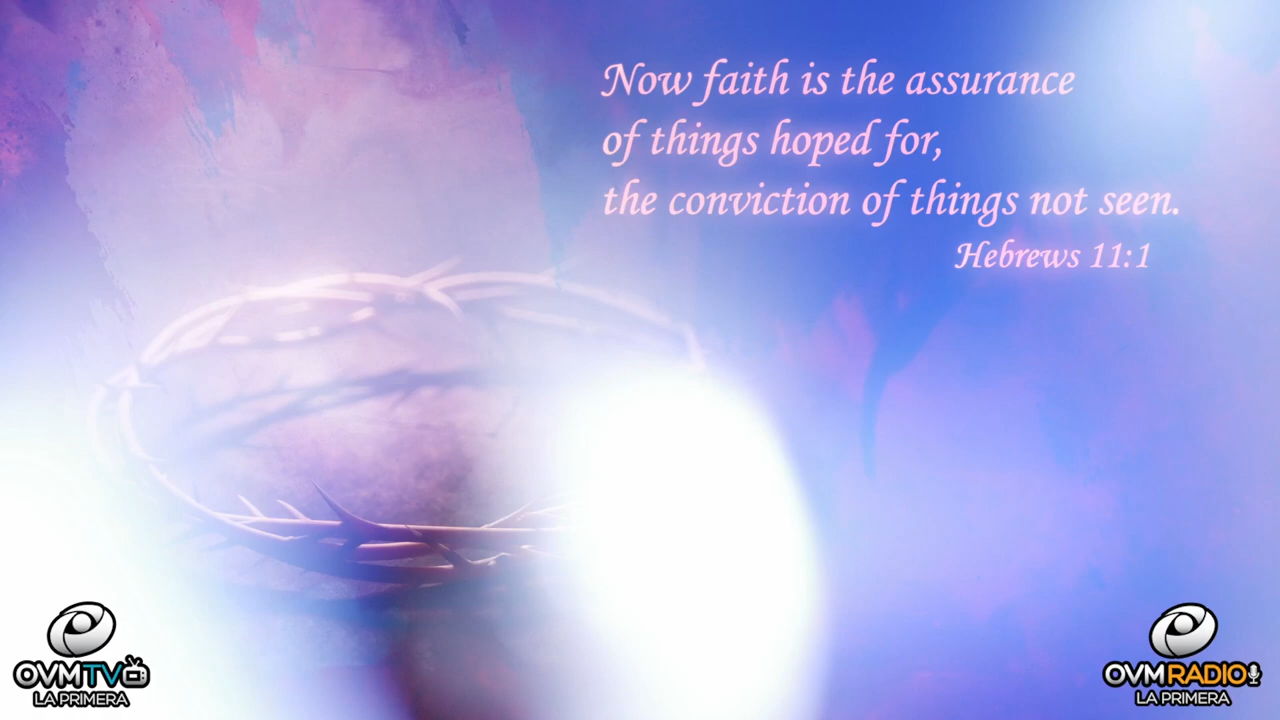 Now faith is the assurance
of things hoped for,
the conviction of things not seen.
Hebrews 11:1
OVMTV
LA PRIMERA
OVMRADIO
LA PRIMERA